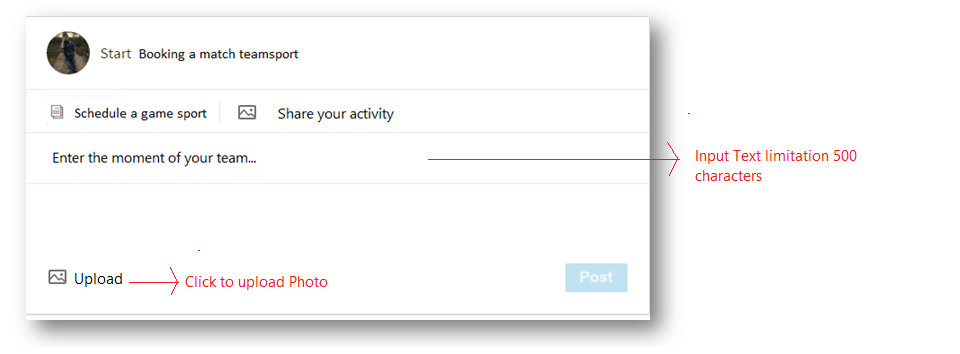 Start Booking a match teamsport
Schedule a game sport Share your activity
Enter the moment of your team...
Input Text limitation 500
characters
Upload Click to upload Photo Post